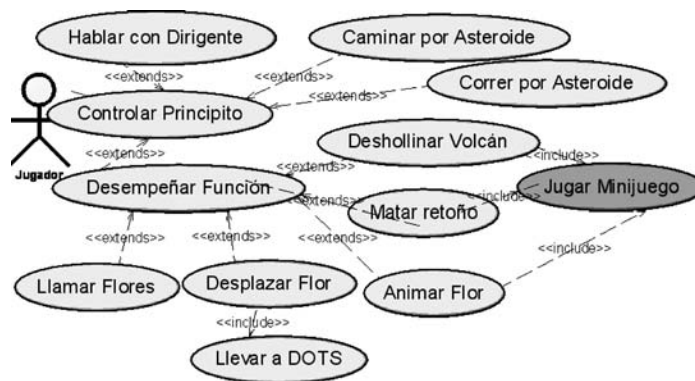 Hablar con Dirigente
Caminar por Asteroide
<<extends>>
<<extends>>
Correr por Asteroide
<<extends>>
Controlar Principito
Jugador
<<extends>>
Deshollinar Volcán
<<extends>>
<<include>>
Desempeñar Función
Jugar Minijuego
<<include>>
Matar retoño
<<extends>>
<<extends>>
<<extends>>
<<include>>
Llamar Flores
Desplazar Flor
Animar Flor
<<include>>
Llevar a DOTS